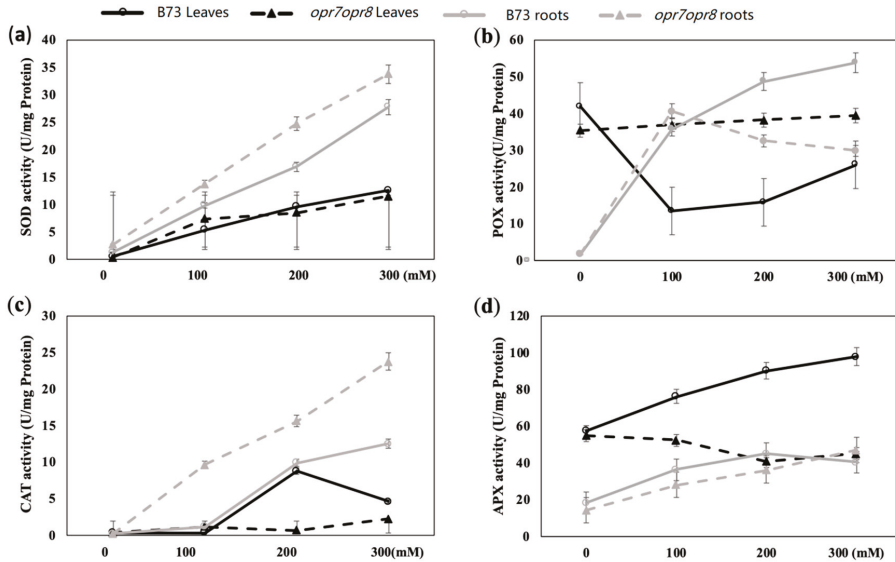 B73 Leaves opr7opr8 Leaves B73 roots opr7opr8 roots
(a)
SOD activity (U/mg Protein)
40
35
30
25
20
15
10
5
0
0 100 200 300 (mM)
(b)
POX activity(U/mg Protein)
60
50
40
30
20
10
0
0 100 200 300 (mM)
(c)
CAT activity (U/mg Protein)
30
25
20
15
10
5
0
0 100 200 300(mM)
(d)
APX activity (U/mg Protein)
120
100
80
60
40
20
0
0 100 200 300 (mM)